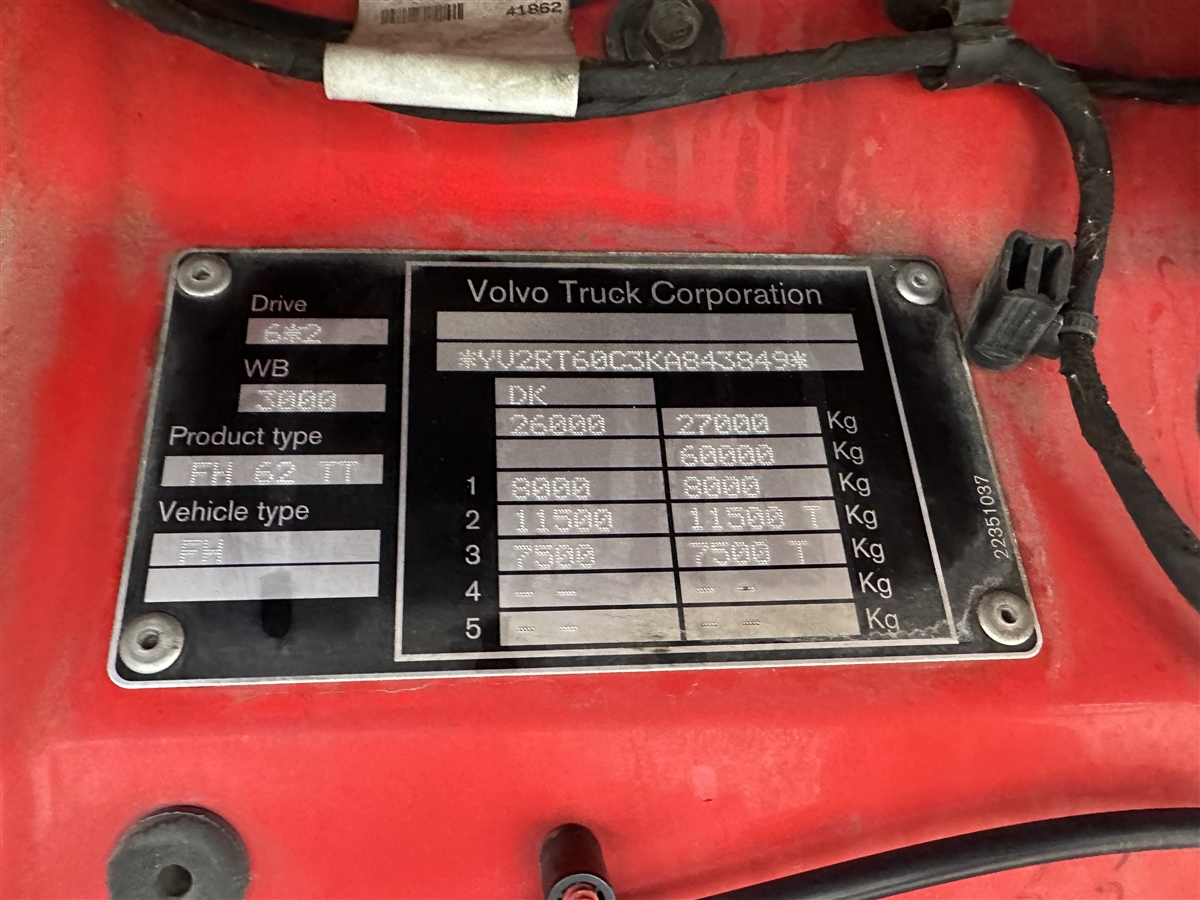 41862
Volvo Truck Corporation
Drive
6*2
*YV2RT60C3KA843849*
WB
3000
DK
26000 27000 Kg
Product type
60000 Kg
FH 62 TT
1 8000 8000 Kg
Vehicle type
2 11500 11500 T Kg
FH
3 7500 7500 T Kg
4 -- -- -- -- Kg
5 -- -- -- -- Kg
22351037